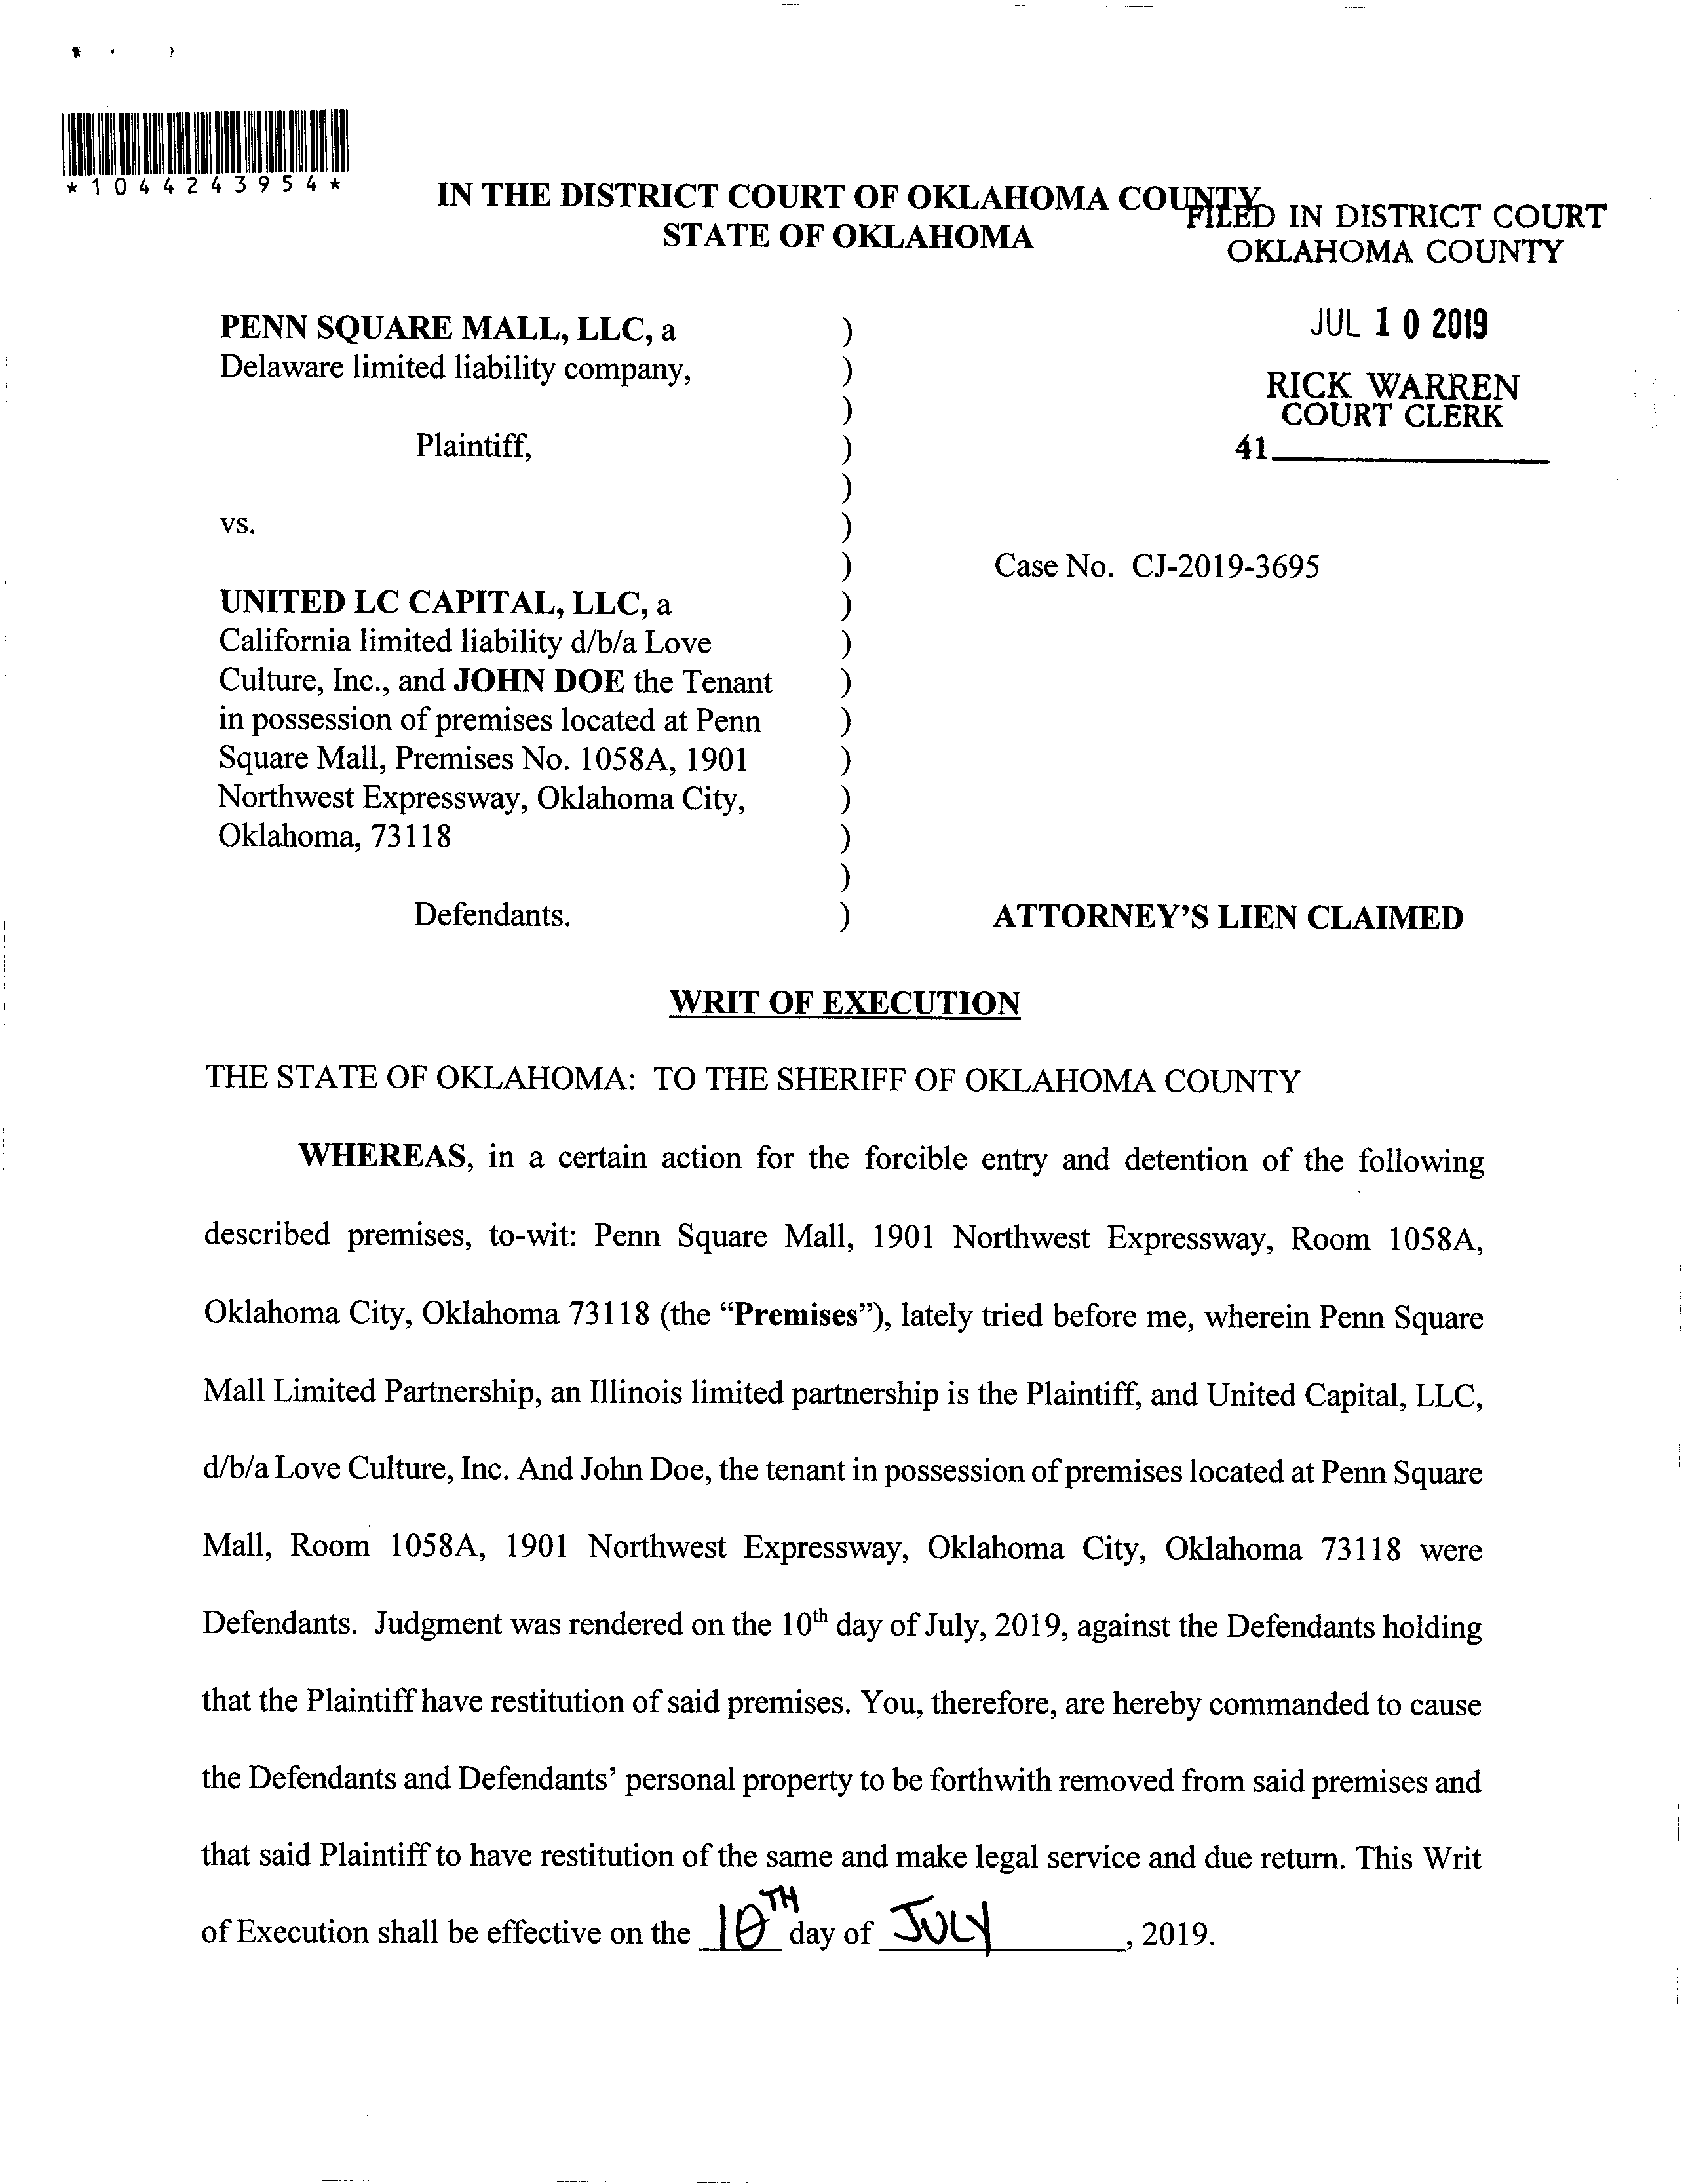 *1044243954*
IN THE DISTRICT COURT OF OKLAHOMA COUNTY
STATE OF OKLAHOMA
FILED IN DISTRICT COURT
OKLAHOMA COUNTY
JUL 10 2019
RICK WARREN
COURT CLERK
41
PENN SQUARE MALL, LLC, a )
Delaware limited liability company, )
)
Plaintiff, )
)
vs. )
) Case No. CJ-2019-3695
UNITED LC CAPITAL, LLC, a )
California limited liability d/b/a Love )
Culture, Inc., and JOHN DOE the Tenant )
in possession of premises located at Penn )
Square Mall, Premises No. 1058A, 1901 )
Northwest Expressway, Oklahoma City, )
Oklahoma, 73118 )
)
Defendants. ) ATTORNEY'S LIEN CLAIMED
WRIT OF EXECUTION
THE STATE OF OKLAHOMA: TO THE SHERIFF OF OKLAHOMA COUNTY
WHEREAS, in a certain action for the forcible entry and detention of the following
described premises, to-wit: Penn Square Mall, 1901 Northwest Expressway, Room 1058A,
Oklahoma City, Oklahoma 73118 (the “Premises”), lately tried before me, wherein Penn Square
Mall Limited Partnership, an Illinois limited partnership is the Plaintiff, and United Capital, LLC,
d/b/a Love Culture, Inc. And John Doe, the tenant in possession of premises located at Penn Square
Mall, Room 1058A, 1901 Northwest Expressway, Oklahoma City, Oklahoma 73118 were
Defendants. Judgment was rendered on the 10th day of July, 2019, against the Defendants holding
that the Plaintiff have restitution of said premises. You, therefore, are hereby commanded to cause
the Defendants and Defendants’ personal property to be forthwith removed from said premises and
that said Plaintiff to have restitution of the same and make legal service and due return. This Writ
of Execution shall be effective on the 10TH day of JULY, 2019.